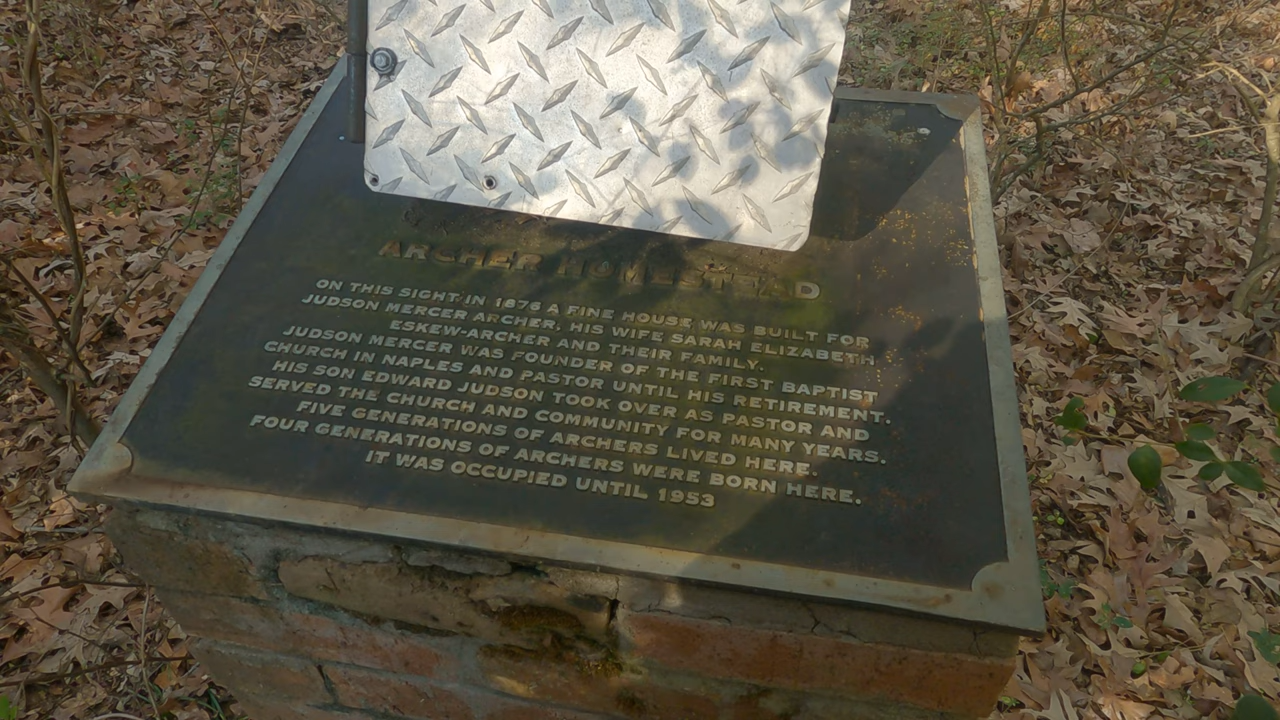 ARCHER HOMESTEAD
ON THIS SIGHT IN 1876 A FINE HOUSE WAS BUILT FOR
JUDSON MERCER ARCHER, HIS WIFE SARAH ELIZABETH
ESKEW-ARCHER AND THEIR FAMILY.
JUDSON MERCER WAS FOUNDER OF THE FIRST BAPTIST
CHURCH IN NAPLES AND PASTOR UNTIL HIS RETIREMENT.
HIS SON EDWARD JUDSON TOOK OVER AS PASTOR AND
SERVED THE CHURCH AND COMMUNITY FOR MANY YEARS.
FIVE GENERATIONS OF ARCHERS LIVED HERE.
FOUR GENERATIONS OF ARCHERS WERE BORN HERE.
IT WAS OCCUPIED UNTIL 1953